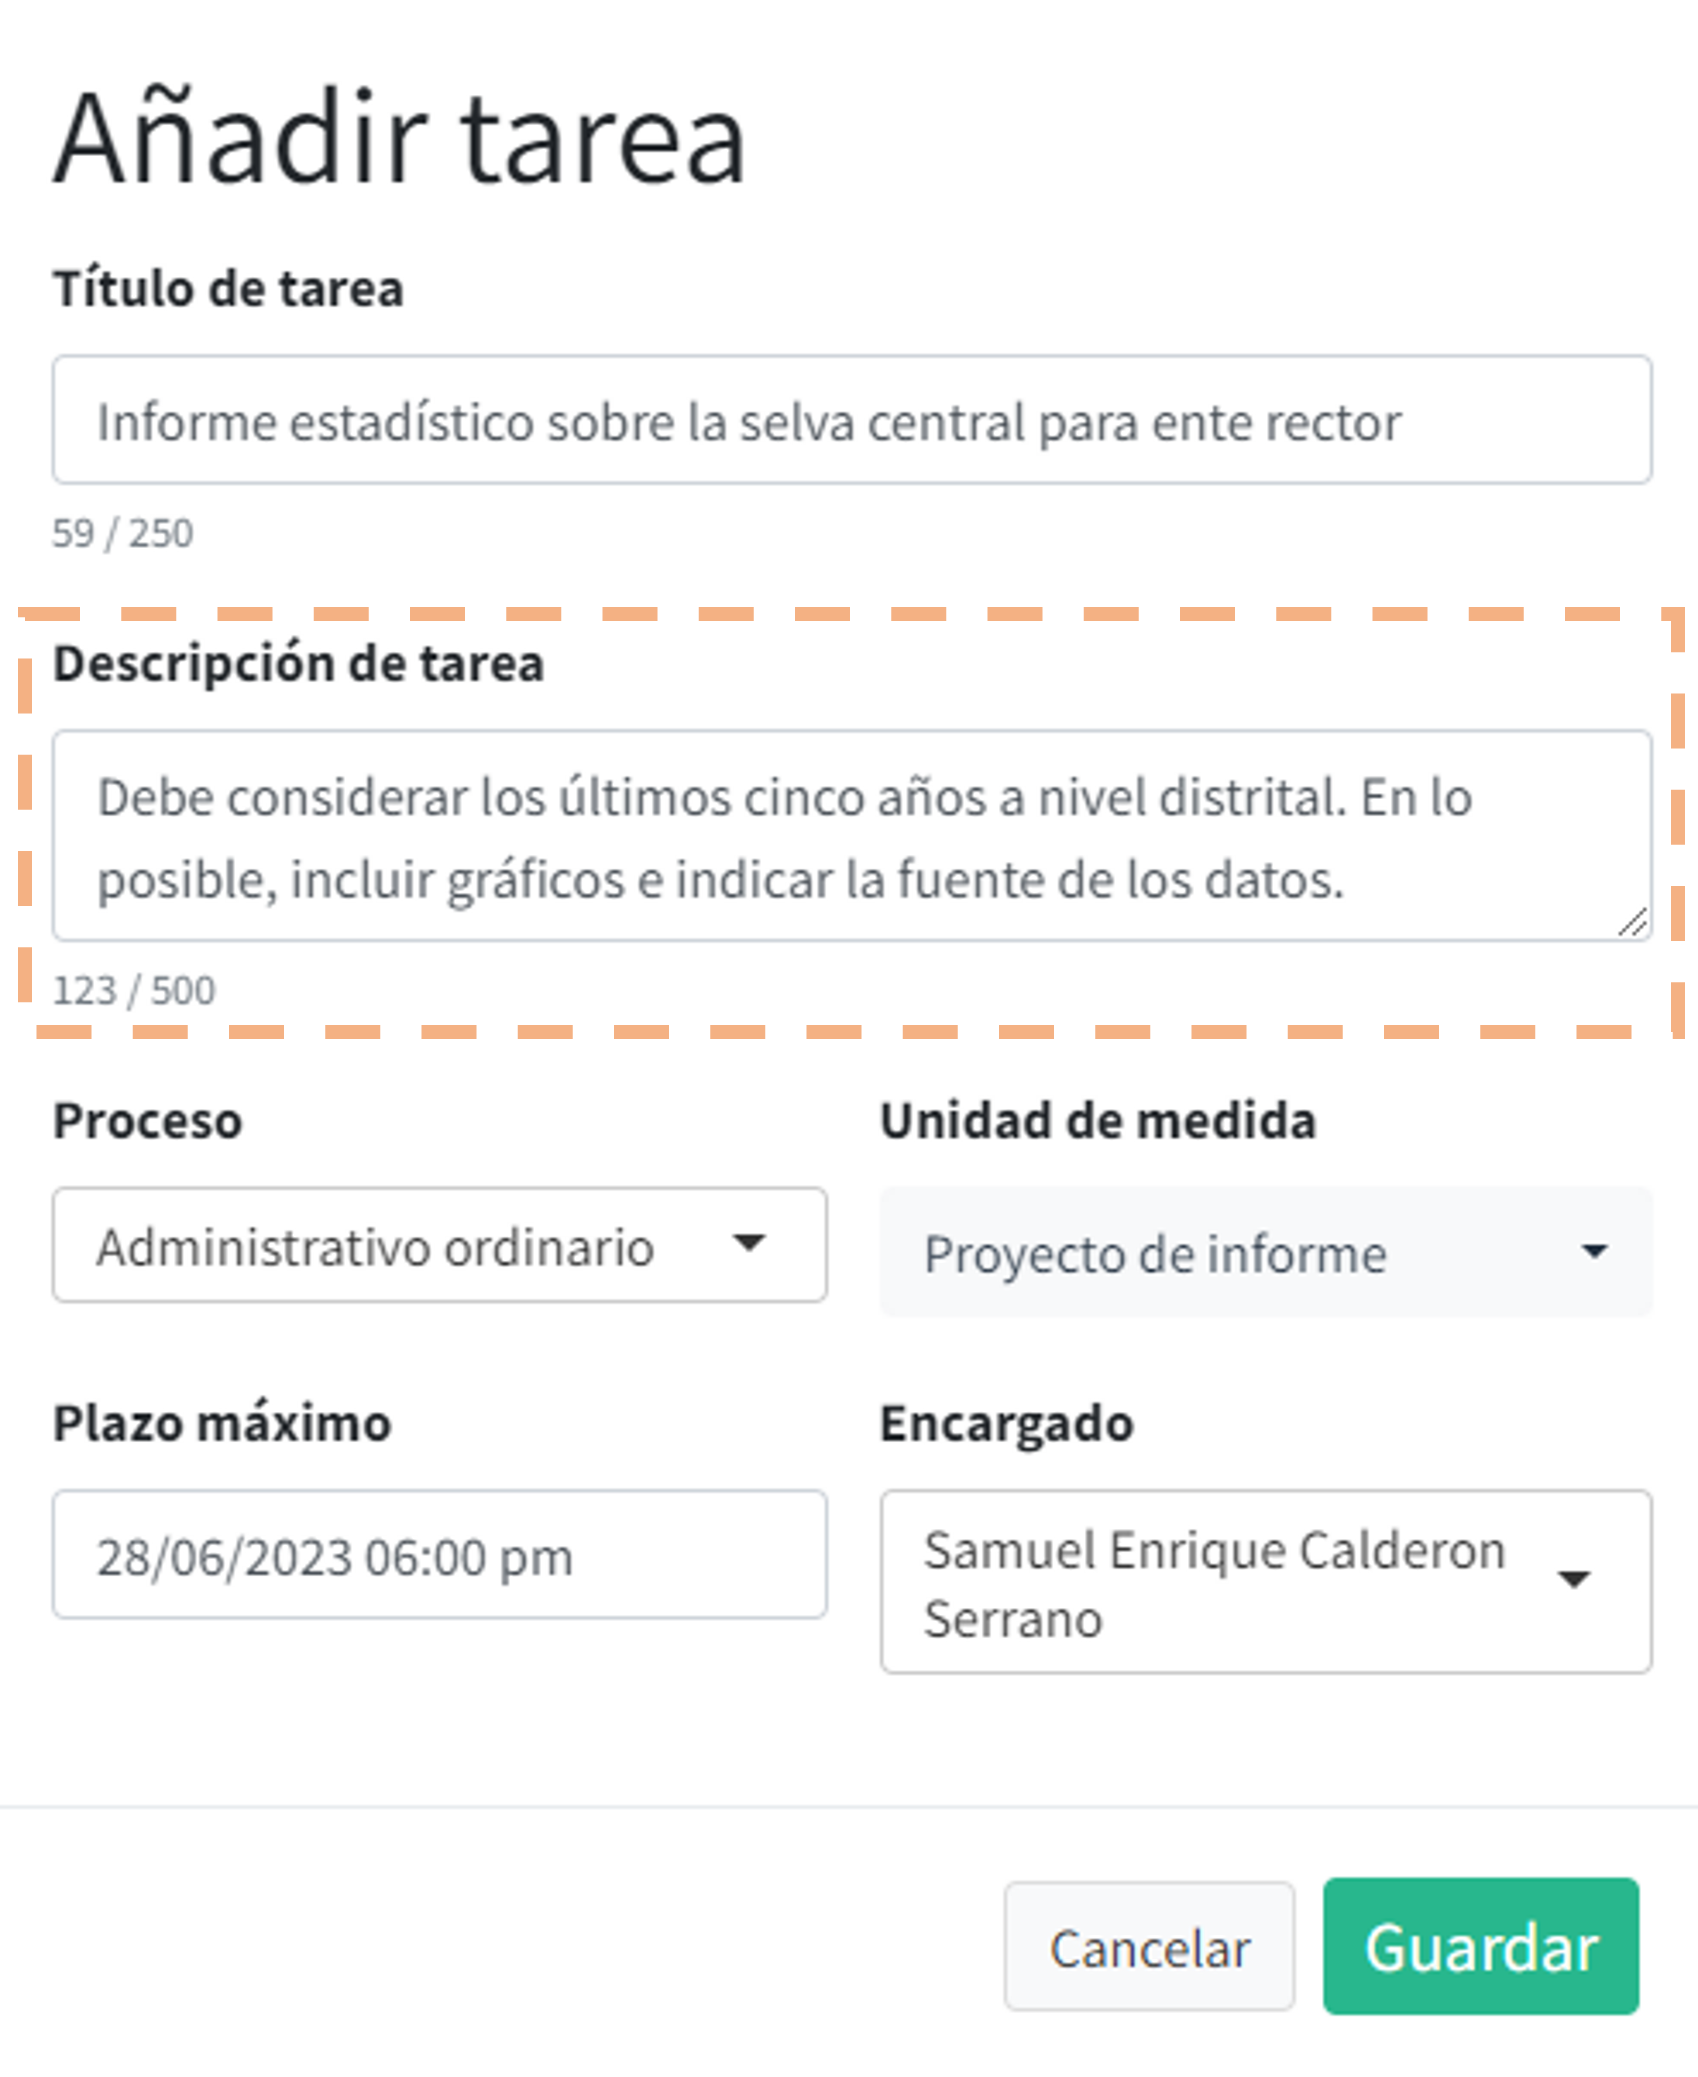 Añadir tarea
Título de tarea
Informe estadístico sobre la selva central para ente rector
59 / 250
Descripción de tarea
Debe considerar los últimos cinco años a nivel distrital. En lo
posible, incluir gráficos e indicar la fuente de los datos.
123 / 500
Proceso
Unidad de medida
Administrativo ordinario
Proyecto de informe
Plazo máximo
Encargado
28/06/2023 06:00 pm
Samuel Enrique Calderon
Serrano
Cancelar
Guardar